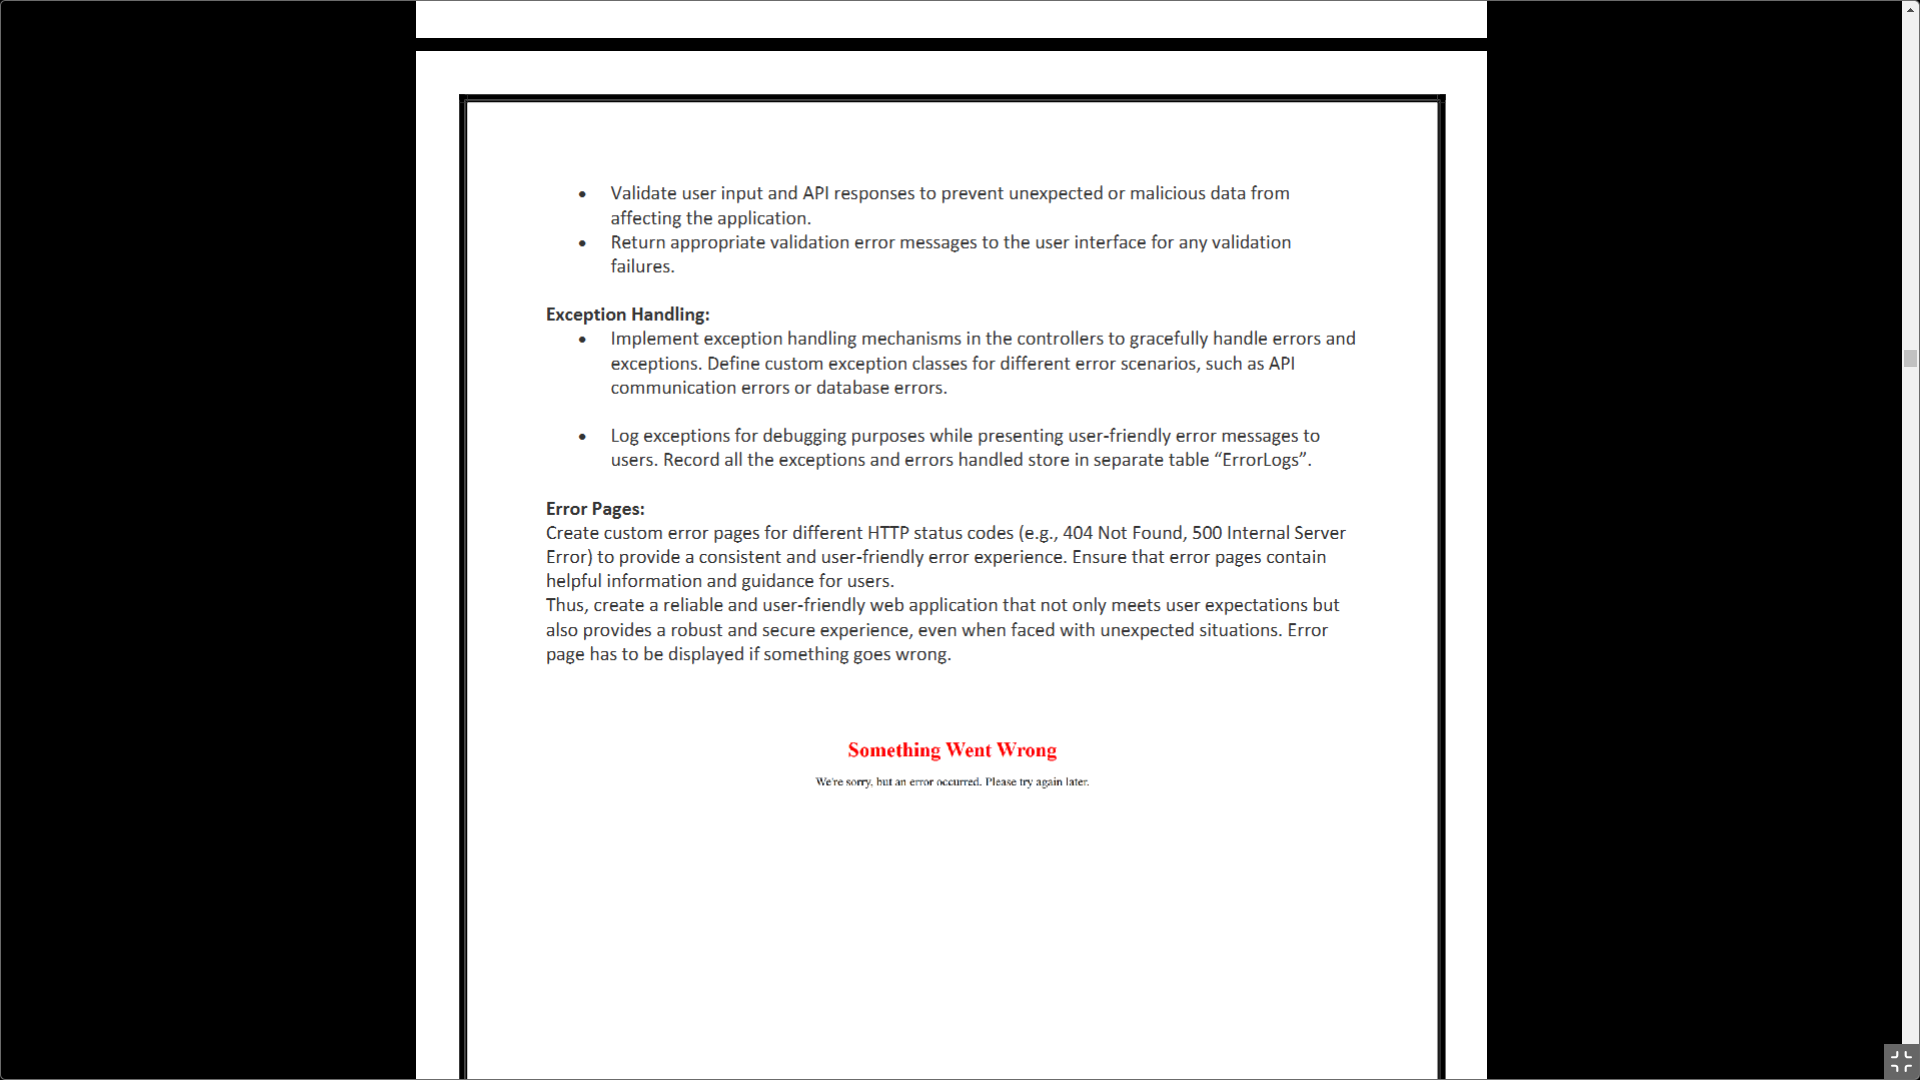 • Validate user input and API responses to prevent unexpected or malicious data from
affecting the application.
• Return appropriate validation error messages to the user interface for any validation
failures.
Exception Handling:
• Implement exception handling mechanisms in the controllers to gracefully handle errors and
exceptions. Define custom exception classes for different error scenarios, such as API
communication errors or database errors.
• Log exceptions for debugging purposes while presenting user-friendly error messages to
users. Record all the exceptions and errors handled store in separate table “ErrorLogs”.
Error Pages:
Create custom error pages for different HTTP status codes (e.g., 404 Not Found, 500 Internal Server
Error) to provide a consistent and user-friendly error experience. Ensure that error pages contain
helpful information and guidance for users.
Thus, create a reliable and user-friendly web application that not only meets user expectations but
also provides a robust and secure experience, even when faced with unexpected situations. Error
page has to be displayed if something goes wrong.
Something Went Wrong
We're sorry, but an error occurred. Please try again later.